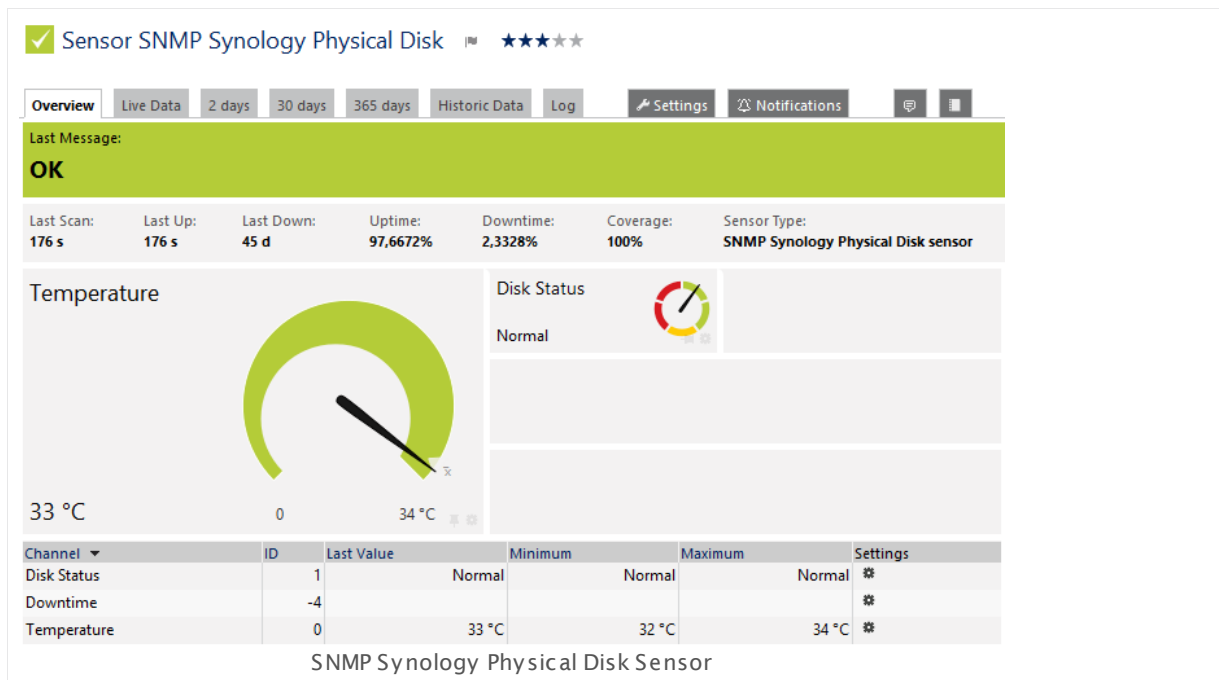 Sensor SNMP Synology Physical Disk
Overview Live Data 2 days 30 days 365 days Historic Data Log Settings Notifications
Last Message:
OK
Last Scan: Last Up: Last Down: Uptime: Downtime: Coverage: Sensor Type:
176 s 176 s 45 d 97,6672% 2,3328% 100% SNMP Synology Physical Disk sensor
Temperature
33 °C
0 34 °C
Disk Status
Normal
Channel ID Last Value Minimum Maximum Settings
Disk Status 1 Normal Normal Normal
Downtime -4
Temperature 0 33 °C 32 °C 34 °C
SNMP Synology Physical Disk Sensor